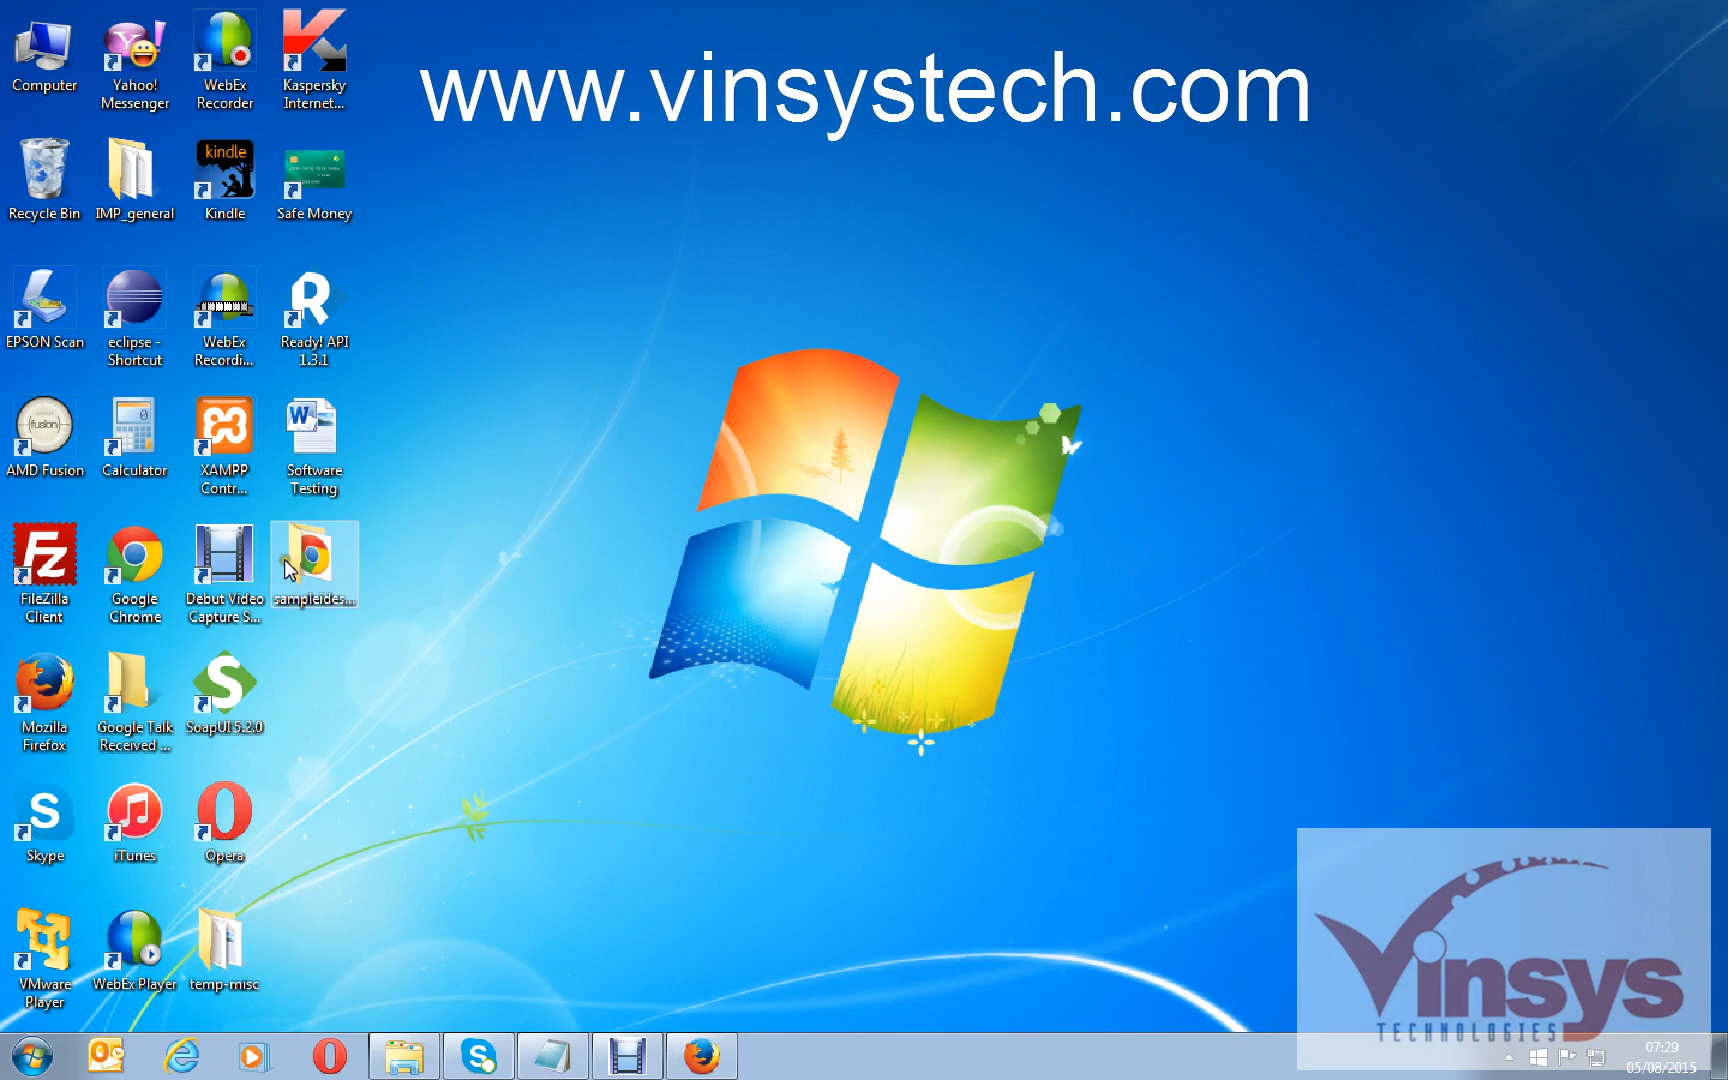 www.vinsystech.com
Computer
Yahoo!
Messenger
WebEx
Recorder
Kaspersky
Internet...
Recycle Bin
IMP_general
kindle
Kindle
Safe Money
EPSON Scan
eclipse -
Shortcut
WebEx
Recordi...
R
Ready! API
1.3.1
fusion
AMD Fusion
0
Calculator
XAMPP
Contr...
W
Software
Testing
Fz
FileZilla
Client
Google
Chrome
Debut Video
Capture S...
sampleides...
Mozilla
Firefox
Google Talk
Received ...
S
SoapUI 5.2.0
S
Skype
iTunes
Opera
VMware
Player
WebEx Player
temp-misc
Vinsys
TECHNOLOGIES
07:29
05/08/2015